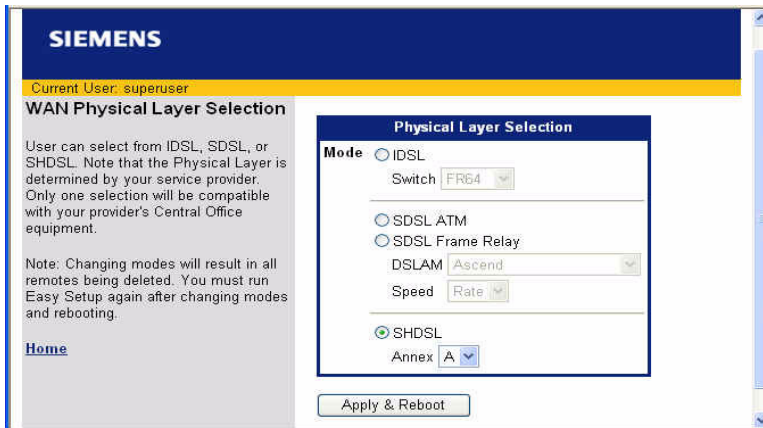 SIEMENS
Current User: superuser
WAN Physical Layer Selection
User can select from IDSL, SDSL, or
SHDSL. Note that the Physical Layer is
determined by your service provider.
Only one selection will be compatible
with your provider's Central Office
equipment.
Note: Changing modes will result in all
remotes being deleted. You must run
Easy Setup again after changing modes
and rebooting.
Home
Physical Layer Selection
Mode IDSL
Switch FR64
SDSL ATM
SDSL Frame Relay
DSLAM Ascend
Speed Rate
SHDSL
Annex A
Apply & Reboot